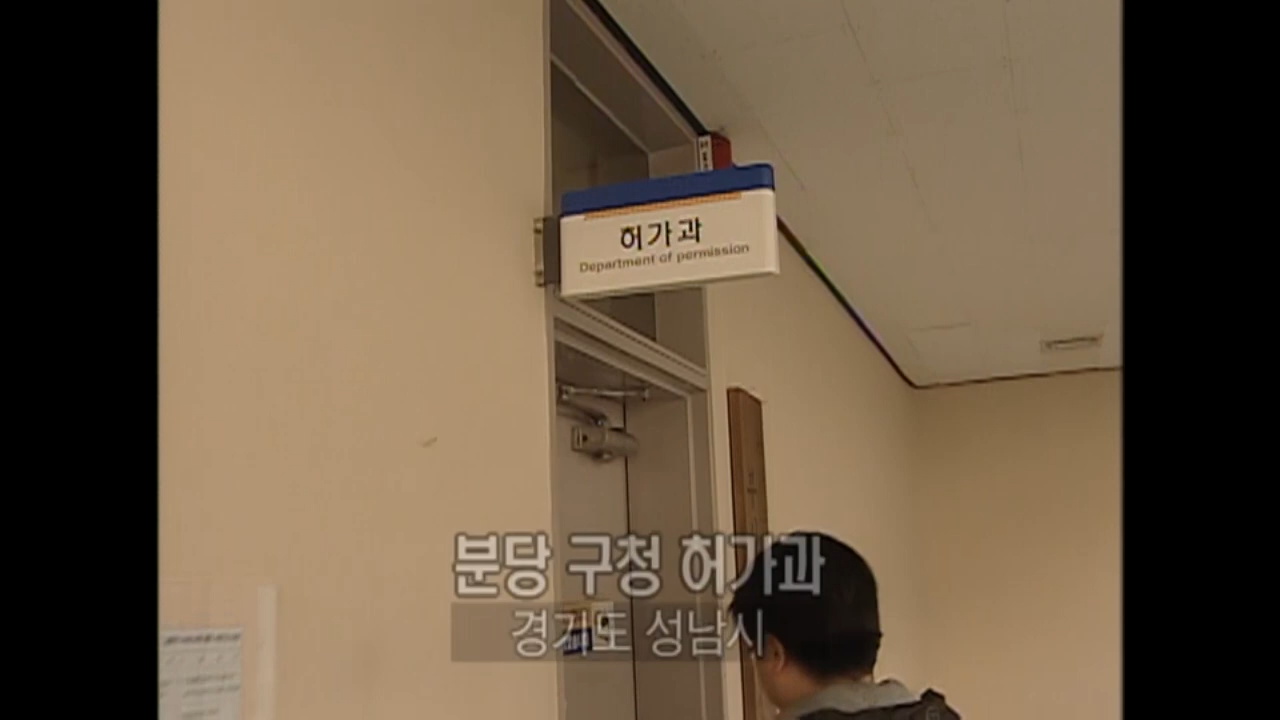 허가과
Department of permission
분당 구청 허가과
경기도 성남시